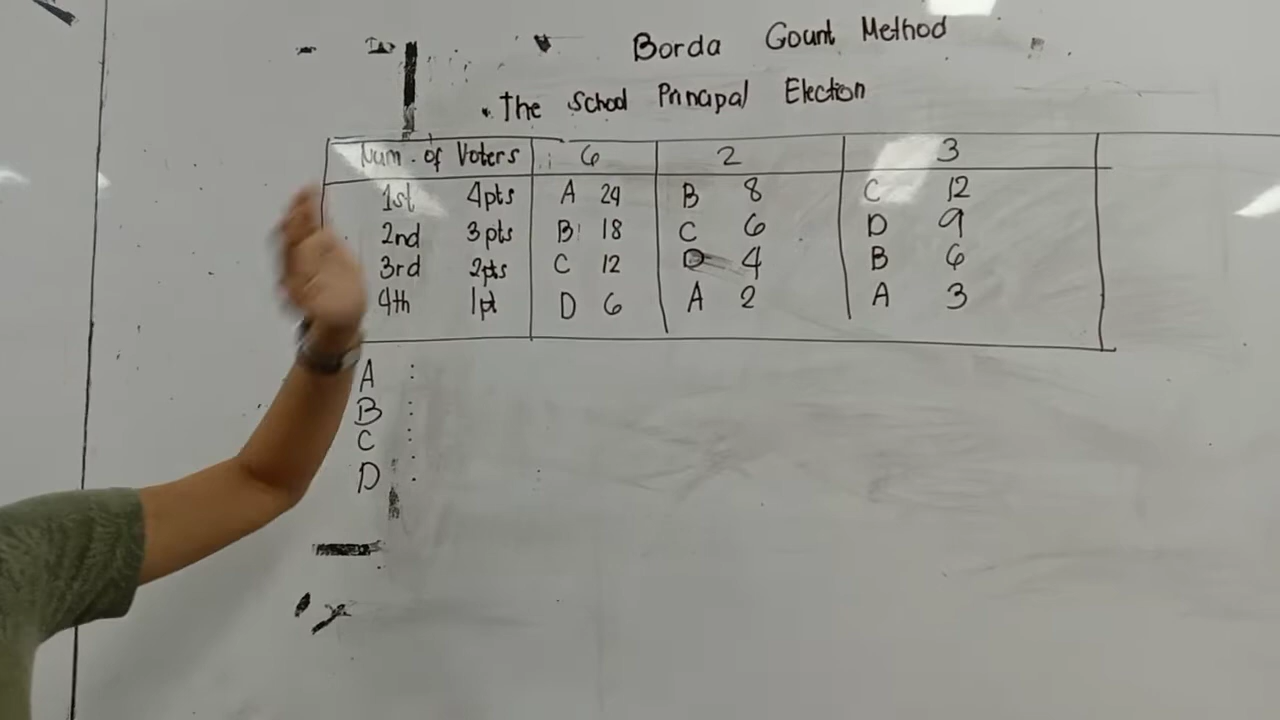 Borda Count Method
The School Principal Election
Num. of Voters : 6 2 3
1st 4pts A 24 B 8 C 12
2nd 3pts B 18 C 6 D 9
3rd 2pts C 12 D 4 B 6
4th 1pt D 6 A 2 A 3
A :
B :
C :
D :